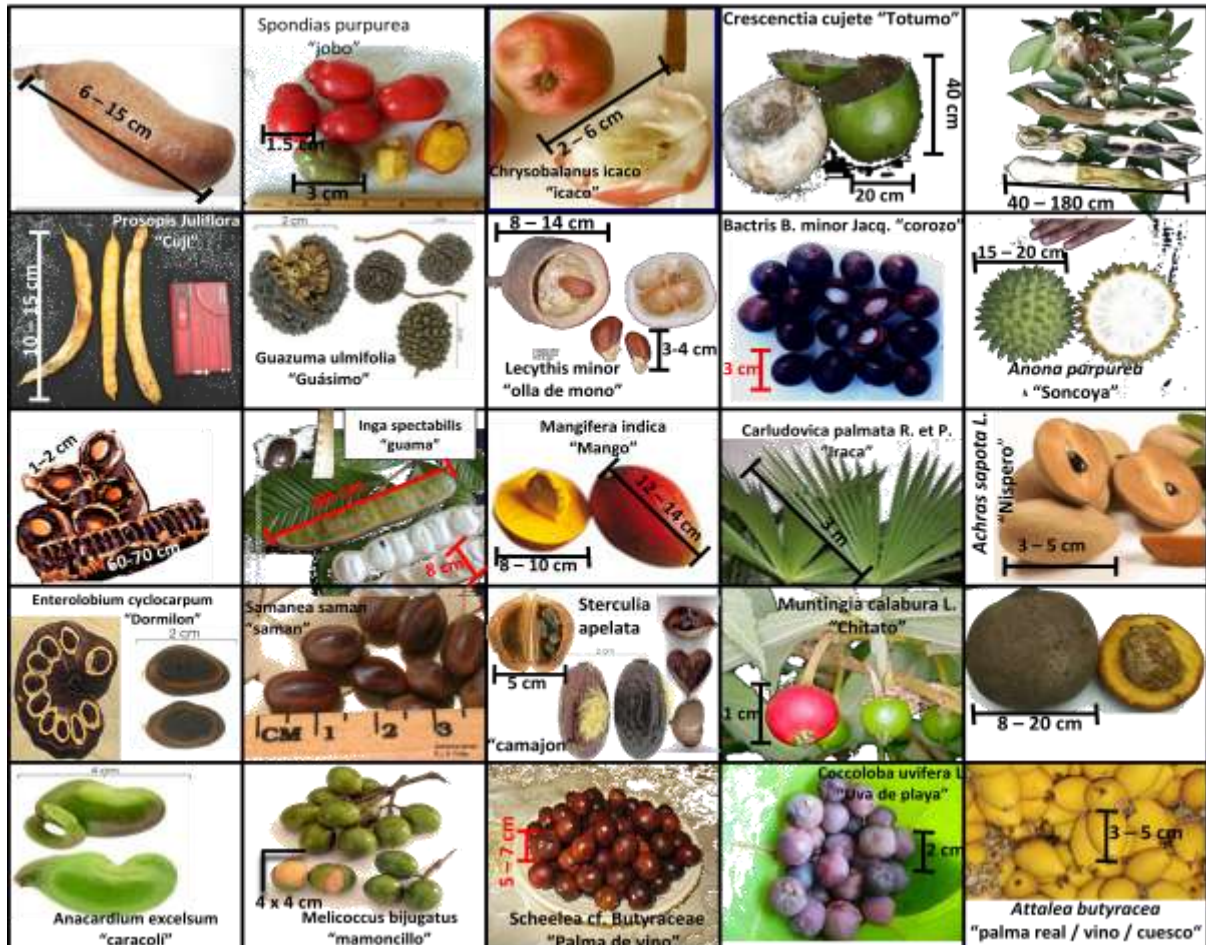 6 – 15 cm
Spondias purpurea
"jobo"
1.5 cm
3 cm
2 – 6 cm
Chrysobalanus icaco
"icaco"
Crescenctia cujete "Totumo"
40 cm
20 cm
40 – 180 cm
Prosopis Juliflora
"Cuji"
10 – 15 cm
2 cm
Guazuma ulmifolia
"Guásimo"
8 – 14 cm
3-4 cm
Lecythis minor
"olla de mono"
Bactris B. minor Jacq. "corozo"
3 cm
15 – 20 cm
Anona purpurea
"Soncoya"
1–2 cm
60-70 cm
Inga spectabilis
"guama"
8 cm
Mangifera indica
"Mango"
12 – 14 cm
8 – 10 cm
Carludovica palmata R. et P.
"Iraca"
3 m
Achras sapota L.
"Nispero"
3 – 5 cm
Enterolobium cyclocarpum
"Dormilon"
2 cm
Samanea saman
"saman"
CM 1 2 3
Sterculia
apelata
5 cm
2 cm
"camajon"
Muntingia calabura L.
"Chitato"
1 cm
8 – 20 cm
4 cm
Anacardium excelsum
"caracoli"
4 x 4 cm
Melicoccus bijugatus
"mamoncillo"
5 – 7 cm
Scheelea cf. Butyraceae
"Palma de vino"
Coccoloba uvifera L
"Uva de playa"
2 cm
3 – 5 cm
Attalea butyracea
"palma real / vino / cuesco"